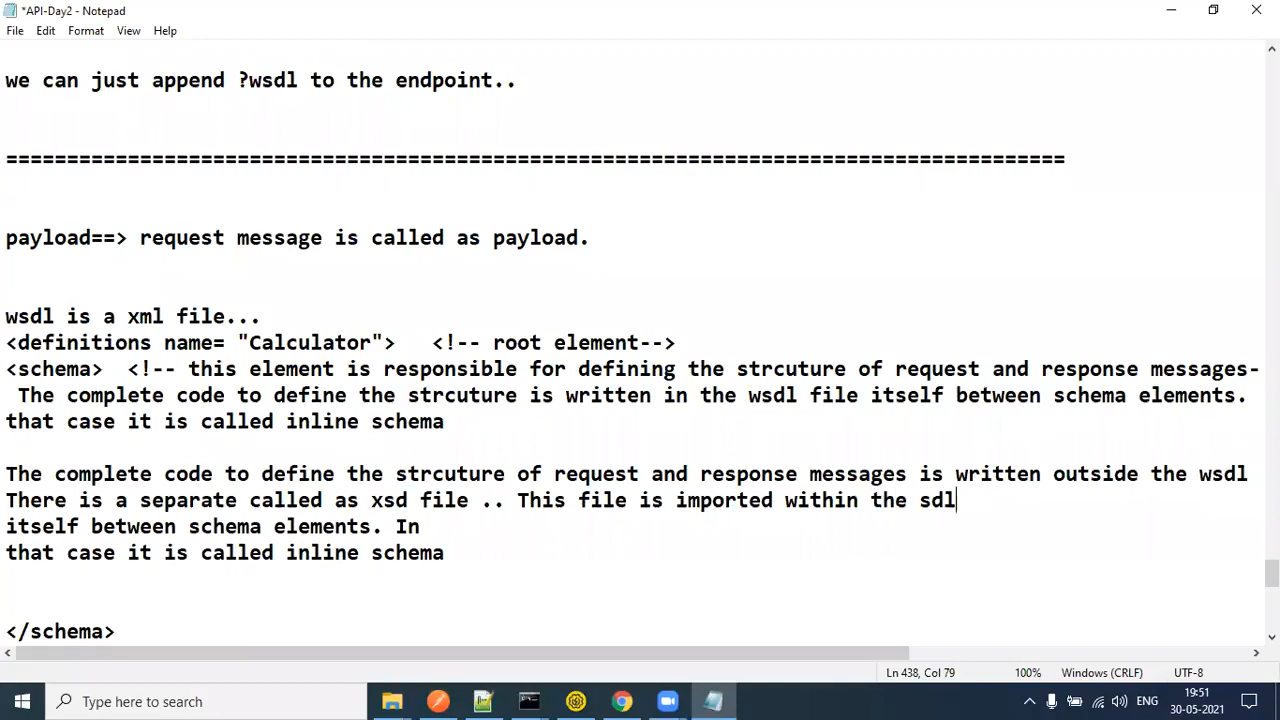 *API-Day2 - Notepad
File Edit Format View Help
we can just append ?wsdl to the endpoint..
=======================================================================================
payload==> request message is called as payload.
wsdl is a xml file...
<definitions name= "Calculator">   <!-- root element-->
<schema>  <!-- this element is responsible for defining the strcuture of request and response messages-
The complete code to define the strcuture is written in the wsdl file itself between schema elements.
that case it is called inline schema
The complete code to define the strcuture of request and response messages is written outside the wsdl
There is a separate called as xsd file .. This file is imported within the sdl
itself between schema elements. In
that case it is called inline schema
</schema>
Ln 438, Col 79 100% Windows (CRLF) UTF-8
Type here to search
ENG
19:51
30-05-2021